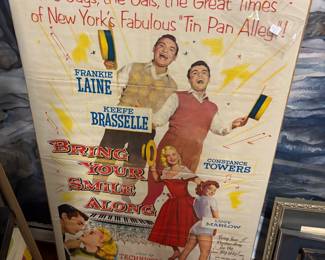 the Gals, the Great Times
of New York's Fabulous "Tin Pan Alley"!
FRANKIE
LAINE
KEEFE
BRASSELLE
CONSTANCE
TOWERS
BRING
YOUR
SMILE
ALONG
LUCY
MARLOW
TECHNICOLOR